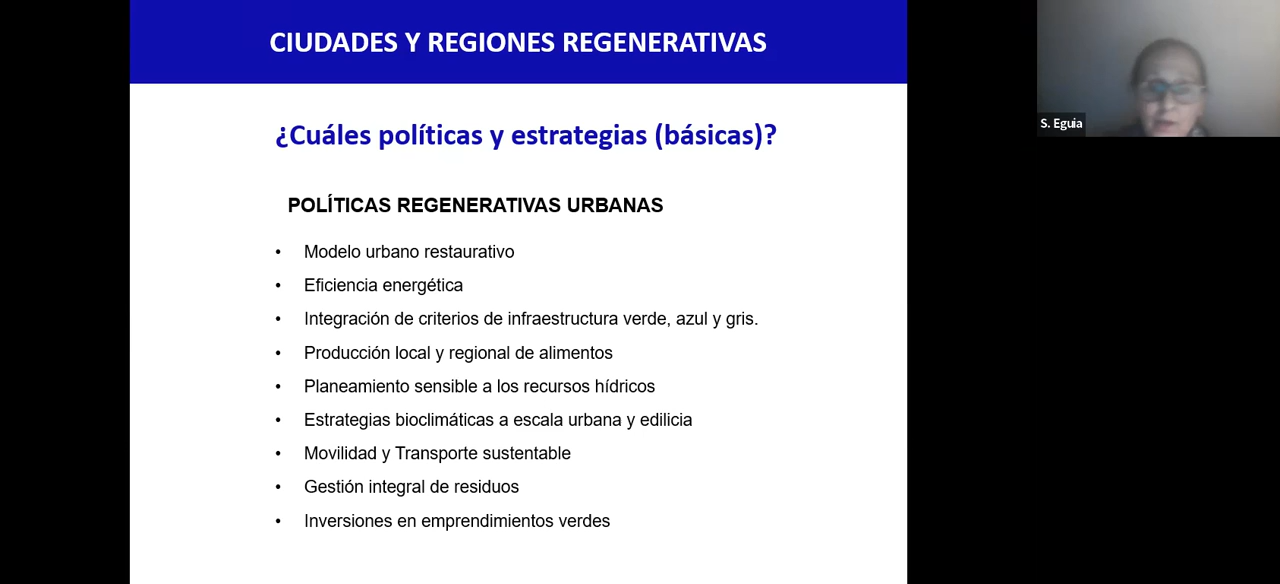 CIUDADES Y REGIONES REGENERATIVAS
¿Cuáles políticas y estrategias (básicas)?
POLÍTICAS REGENERATIVAS URBANAS
• Modelo urbano restaurativo
• Eficiencia energética
• Integración de criterios de infraestructura verde, azul y gris.
• Producción local y regional de alimentos
• Planeamiento sensible a los recursos hídricos
• Estrategias bioclimáticas a escala urbana y edilicia
• Movilidad y Transporte sustentable
• Gestión integral de residuos
• Inversiones en emprendimientos verdes
S. Eguia